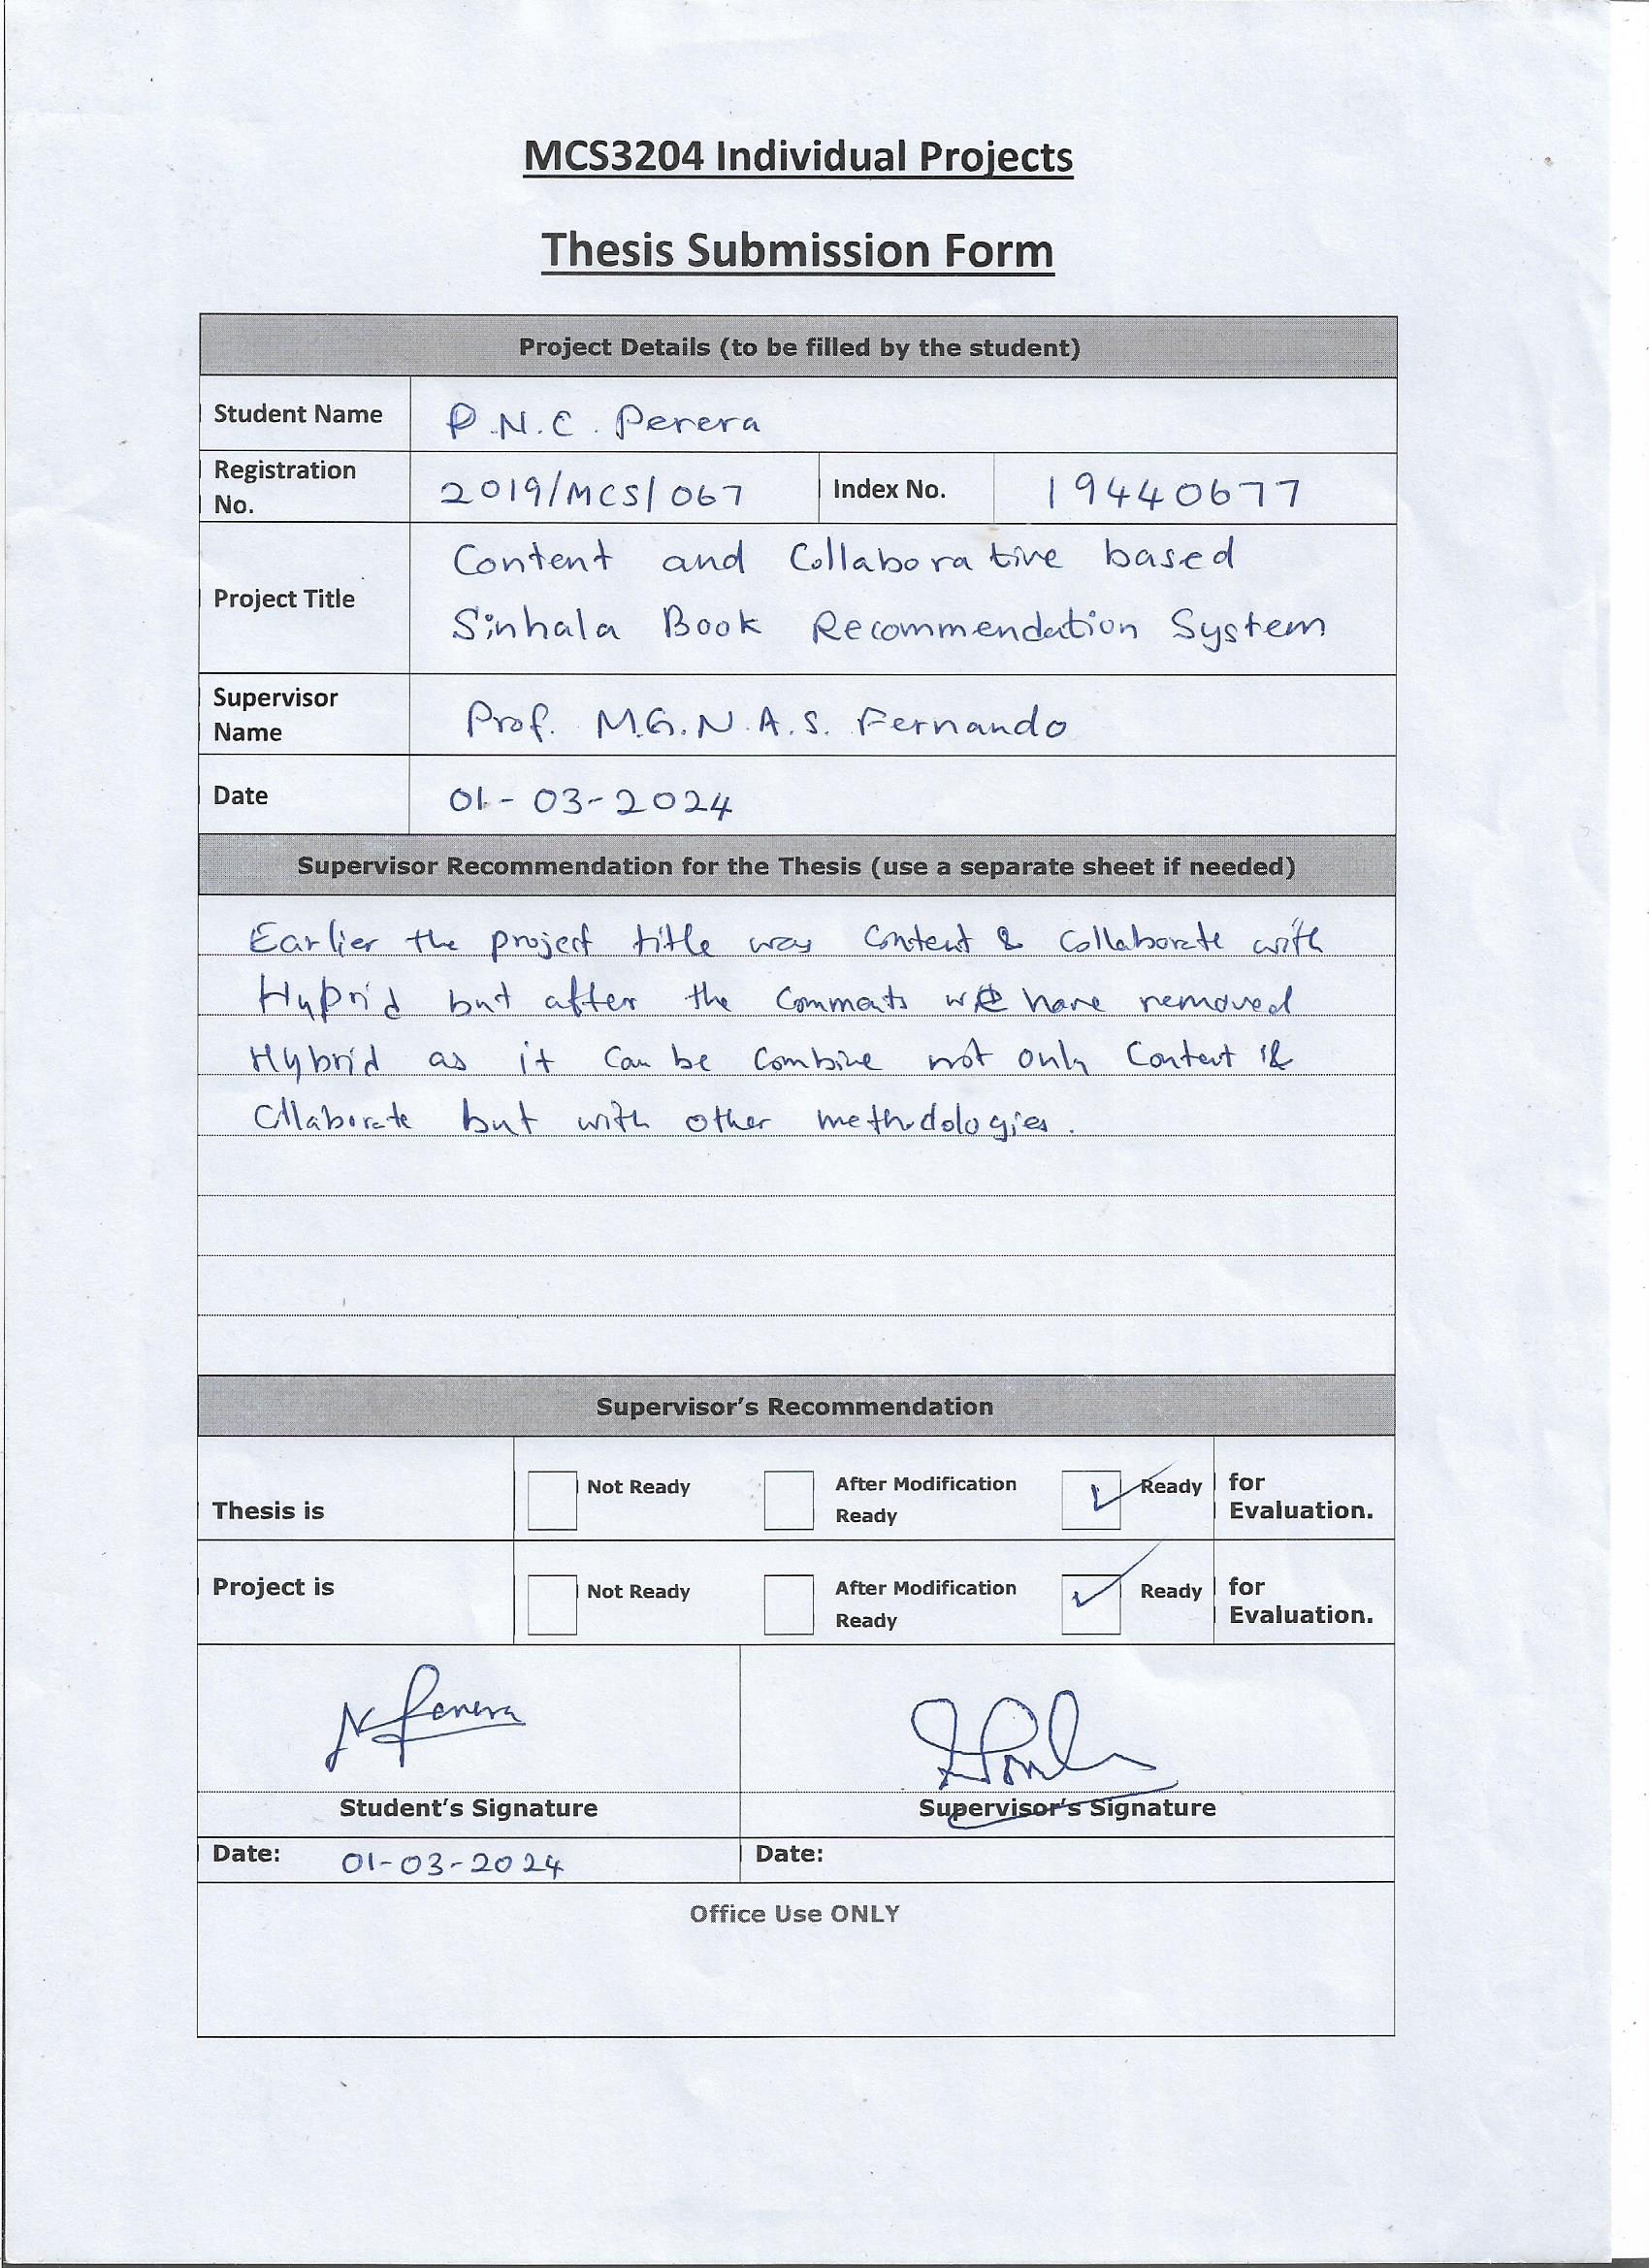 MCS3204 Individual Projects
Thesis Submission Form
Project Details (to be filled by the student)
Student Name P.N.C. Perera
Registration No. 2019/MCS/067 Index No. 19440677
Project Title Content and Collaborative based
Sinhala Book Recommendation System
Supervisor Name Prof. M.G.N.A.S. Fernando
Date 01-03-2024
Supervisor Recommendation for the Thesis (use a separate sheet if needed)
Earlier the project title was Content & Collaborate with
Hybrid but after the Comments we have removed
Hybrid as it can be combine not only Content &
Collaborate but with other methodologies.
Supervisor's Recommendation
Thesis is Not Ready After Modification Ready Ready for Evaluation.
Project is Not Ready After Modification Ready Ready for Evaluation.
N Perera
Student's Signature Supervisor's Signature
Date: 01-03-2024 Date:
Office Use ONLY